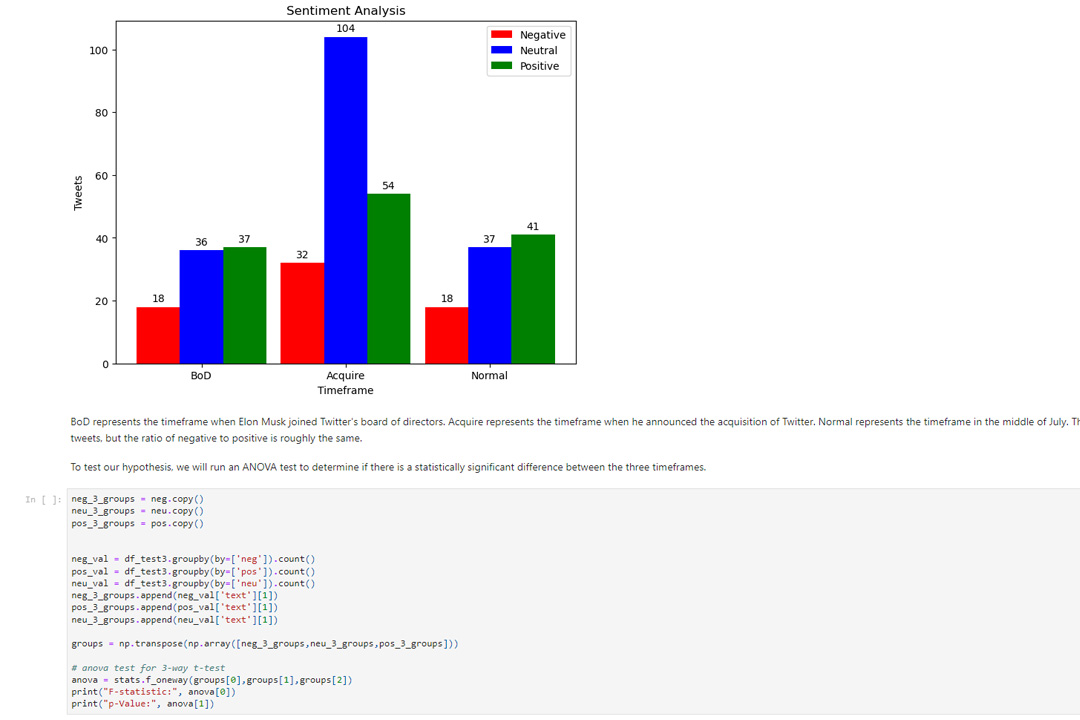 Sentiment Analysis
104
Negative
Neutral
Positive
100
80
60
40
20
0
Tweets
54
36
37
32
37
41
18
18
BoD
Acquire
Normal
Timeframe
BoD represents the timeframe when Elon Musk joined Twitter's board of directors. Acquire represents the timeframe when he announced the acquisition of Twitter. Normal represents the timeframe in the middle of July.
tweets, but the ratio of negative to positive is roughly the same.
To test our hypothesis, we will run an ANOVA test to determine if there is a statistically significant difference between the three timeframes.
In [ ]:
neg_3_groups = neg.copy()
neu_3_groups = neu.copy()
pos_3_groups = pos.copy()
neg_val = df_test3.groupby(by=['neg']).count()
pos_val = df_test3.groupby(by=['pos']).count()
neu_val = df_test3.groupby(by=['neu']).count()
neg_3_groups.append(neg_val['text'][1])
pos_3_groups.append(pos_val['text'][1])
neu_3_groups.append(neu_val['text'][1])
groups = np.transpose(np.array([neg_3_groups,neu_3_groups,pos_3_groups]))
# anova test for 3-way t-test
anova = stats.f_oneway(groups[0],groups[1],groups[2])
print("F-statistic:", anova[0])
print("p-Value:", anova[1])